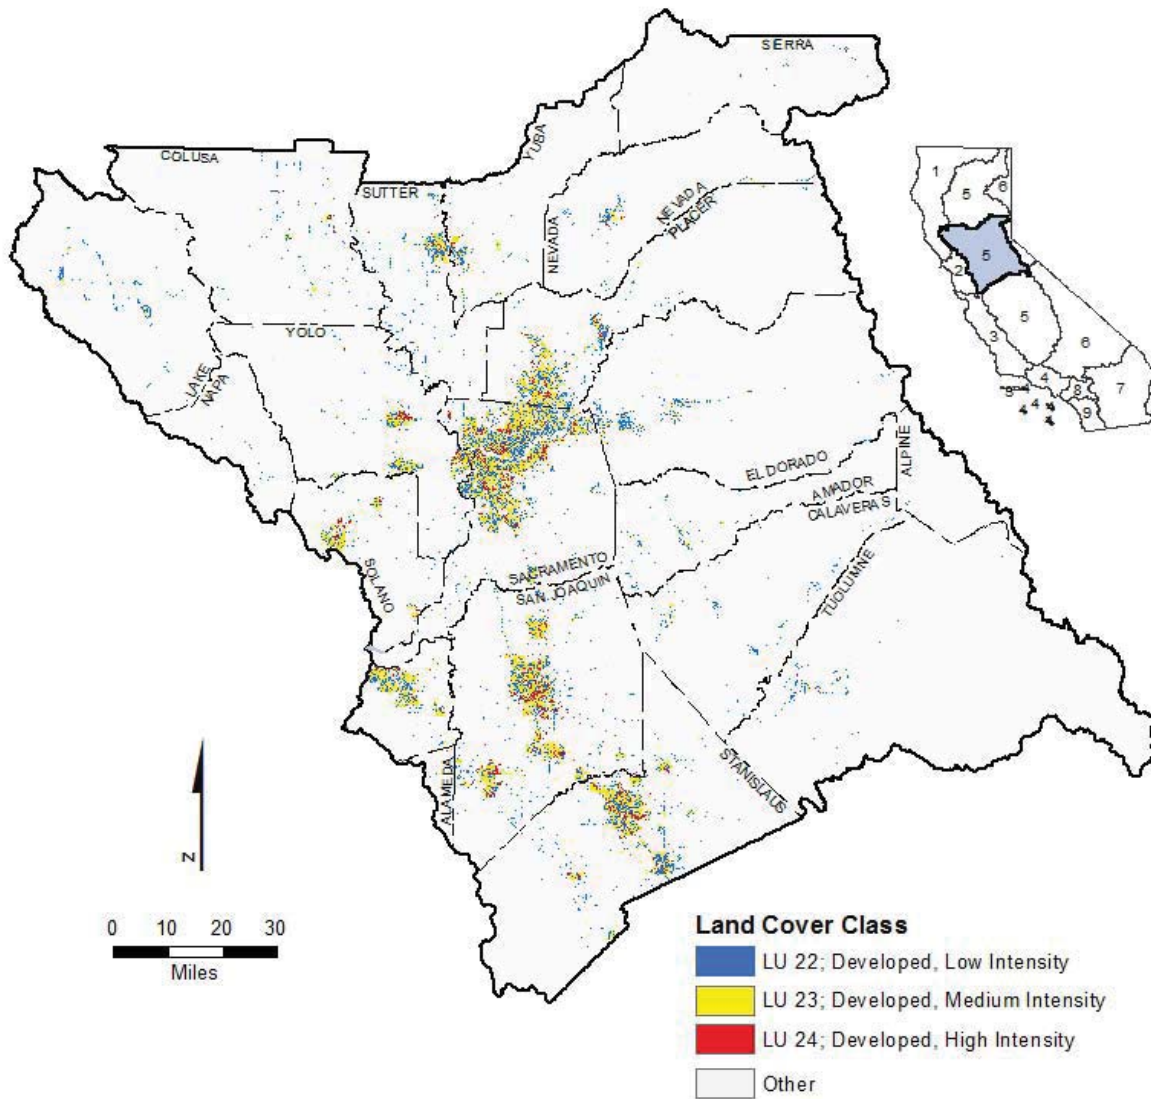 SIERRA
COLUSA
YUBA
SUTTER
NEVADA
PLACER
NEVADA
YOLO
LAKE
NAPA
EL DORADO
ALPINE
AMADOR
CALAVERAS
SOLANO
SACRAMENTO
SAN JOAQUIN
TUOLUMNE
STANISLAUS
ALAMEDA
1
5
6
5
2
5
3
6
4
8
7
4
9
N
0 10 20 30
Miles
Land Cover Class
LU 22; Developed, Low Intensity
LU 23; Developed, Medium Intensity
LU 24; Developed, High Intensity
Other